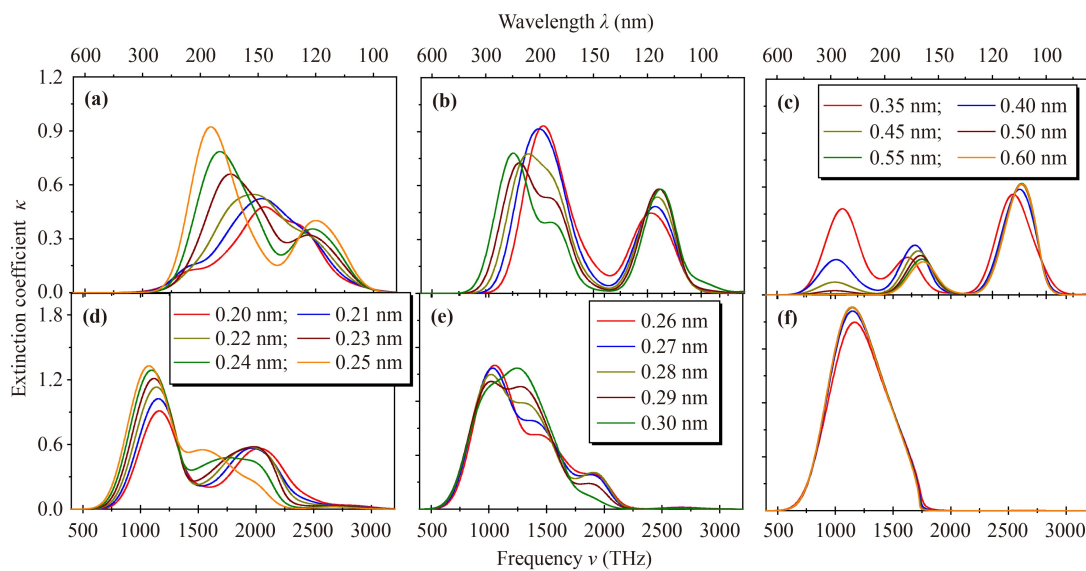 Wavelength λ (nm)
600 300 200 150 120 100
600 300 200 150 120 100
600 300 200 150 120 100
Extinction coefficient κ
1.2
0.9
0.6
0.3
0.0
(a)
(b)
(c)
0.35 nm; 0.40 nm
0.45 nm; 0.50 nm
0.55 nm; 0.60 nm
1.8
1.2
0.6
0.0
(d)
0.20 nm; 0.21 nm
0.22 nm; 0.23 nm
0.24 nm; 0.25 nm
(e)
0.26 nm
0.27 nm
0.28 nm
0.29 nm
0.30 nm
(f)
500 1000 1500 2000 2500 3000
500 1000 1500 2000 2500 3000
500 1000 1500 2000 2500 3000
Frequency ν (THz)